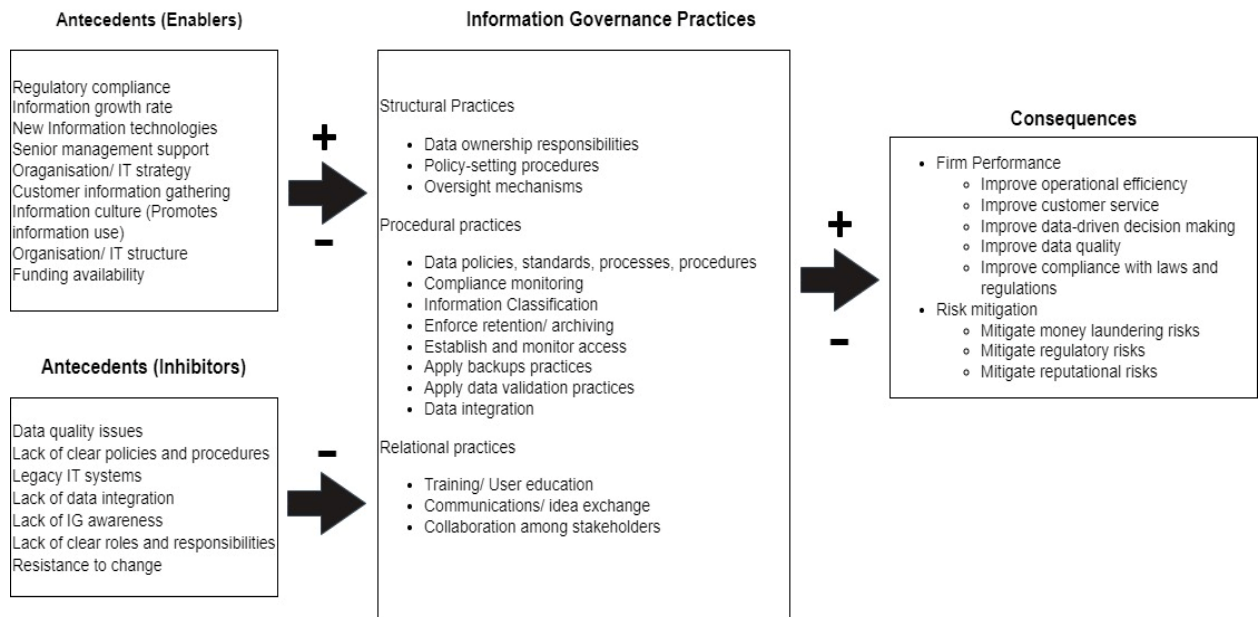 Antecedents (Enablers)
Regulatory compliance
Information growth rate
New Information technologies
Senior management support
Oraganisation/ IT strategy
Customer information gathering
Information culture (Promotes
information use)
Organisation/ IT structure
Funding availability
+
-
Antecedents (Inhibitors)
Data quality issues
Lack of clear policies and procedures
Legacy IT systems
Lack of data integration
Lack of IG awareness
Lack of clear roles and responsibilities
Resistance to change
-
Information Governance Practices
Structural Practices
Data ownership responsibilities
Policy-setting procedures
Oversight mechanisms
Procedural practices
Data policies, standards, processes, procedures
Compliance monitoring
Information Classification
Enforce retention/ archiving
Establish and monitor access
Apply backups practices
Apply data validation practices
Data integration
Relational practices
Training/ User education
Communications/ idea exchange
Collaboration among stakeholders
+
-
Consequences
Firm Performance
Improve operational efficiency
Improve customer service
Improve data-driven decision making
Improve data quality
Improve compliance with laws and
regulations
Risk mitigation
Mitigate money laundering risks
Mitigate regulatory risks
Mitigate reputational risks